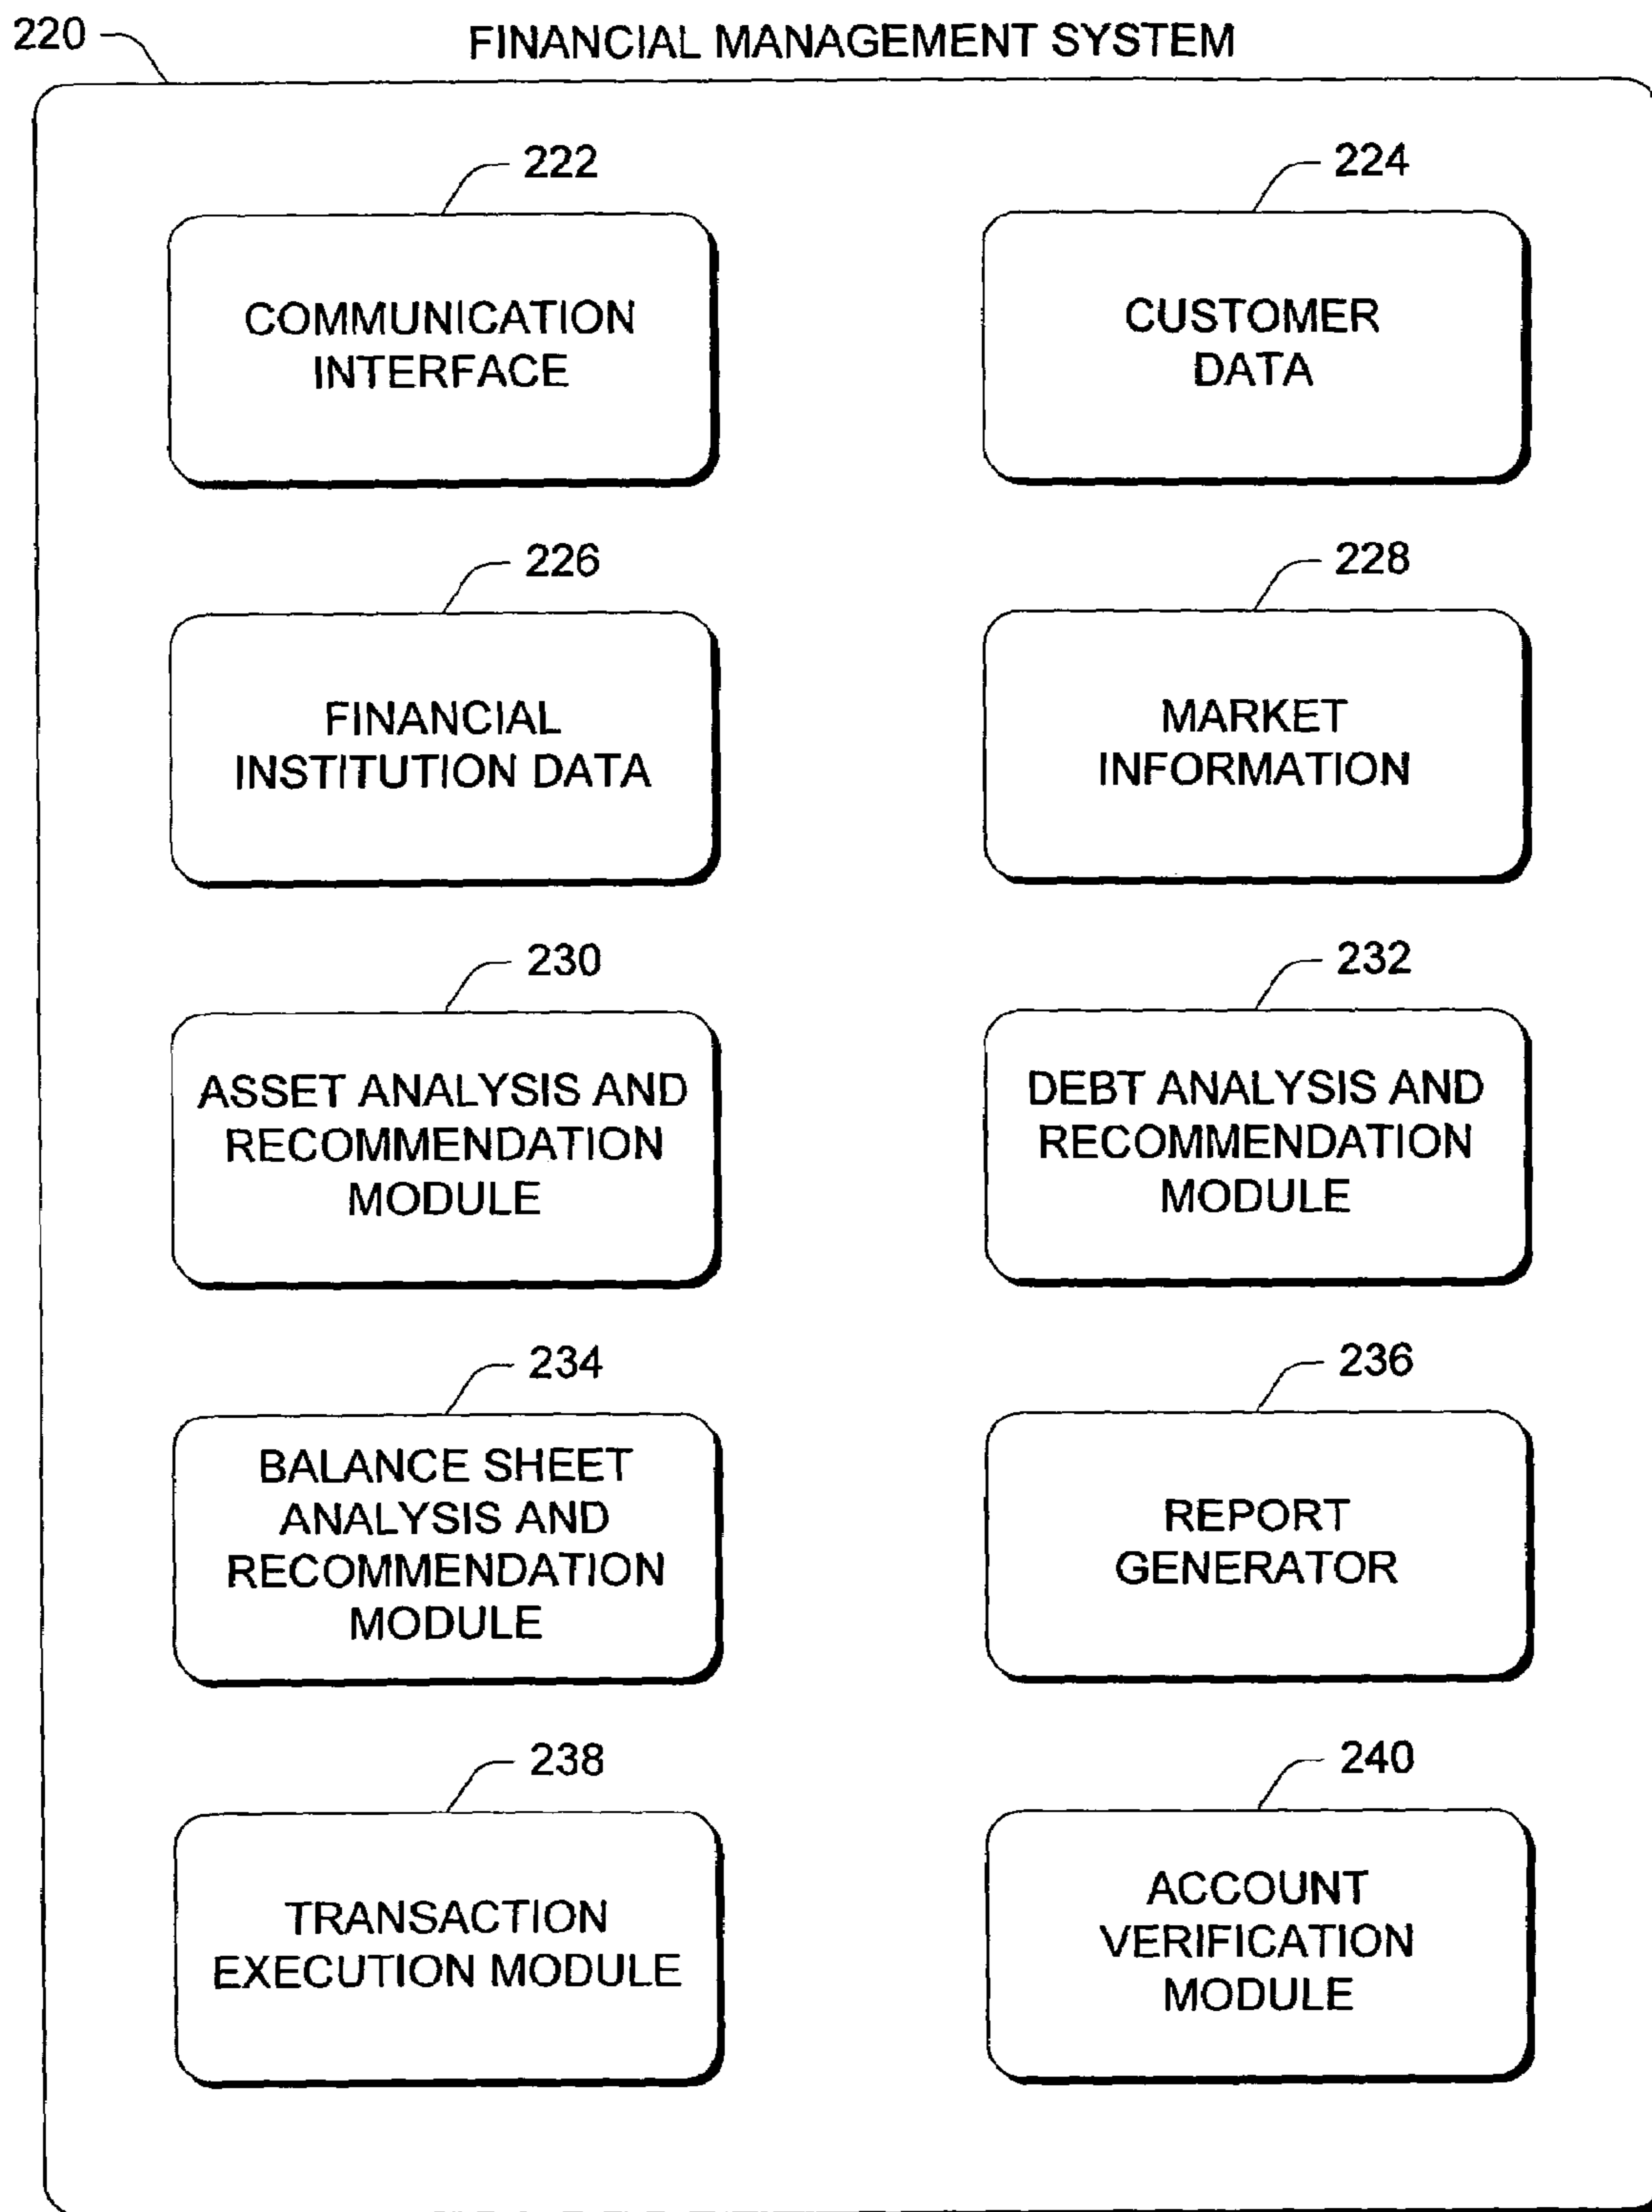 220
FINANCIAL MANAGEMENT SYSTEM
222
COMMUNICATION
INTERFACE
224
CUSTOMER
DATA
226
FINANCIAL
INSTITUTION DATA
228
MARKET
INFORMATION
230
ASSET ANALYSIS AND
RECOMMENDATION
MODULE
232
DEBT ANALYSIS AND
RECOMMENDATION
MODULE
234
BALANCE SHEET
ANALYSIS AND
RECOMMENDATION
MODULE
236
REPORT
GENERATOR
238
TRANSACTION
EXECUTION MODULE
240
ACCOUNT
VERIFICATION
MODULE